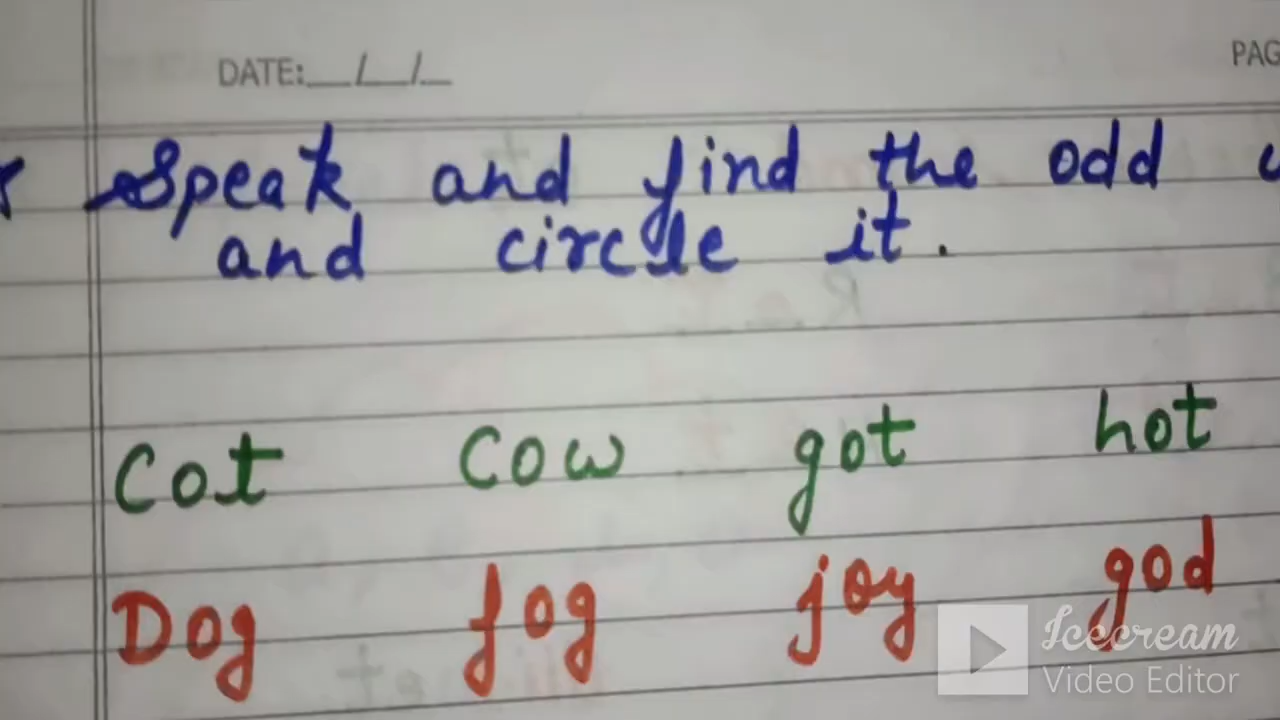 DATE:__/__/__
PAG
Speak and find the odd
and circle it.
Cot cow got hot
Dog fog joy god
Icecream
Video Editor